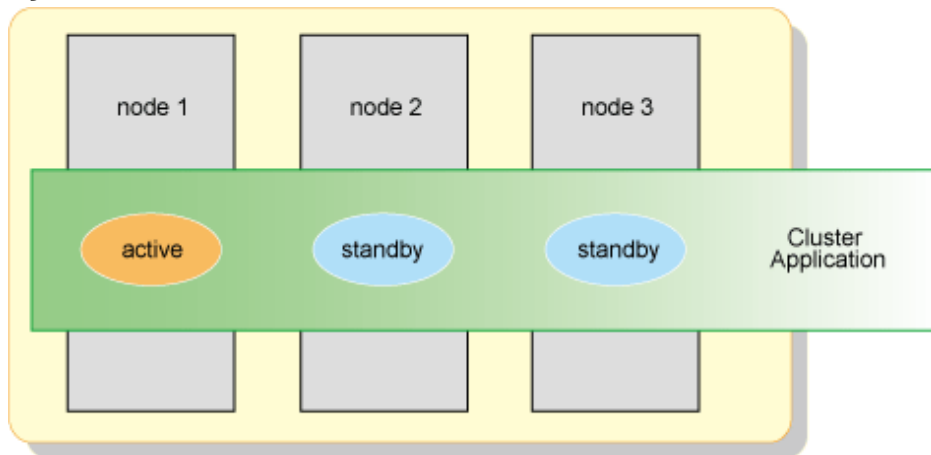 node 1
node 2
node 3
active
standby
standby
Cluster
Application